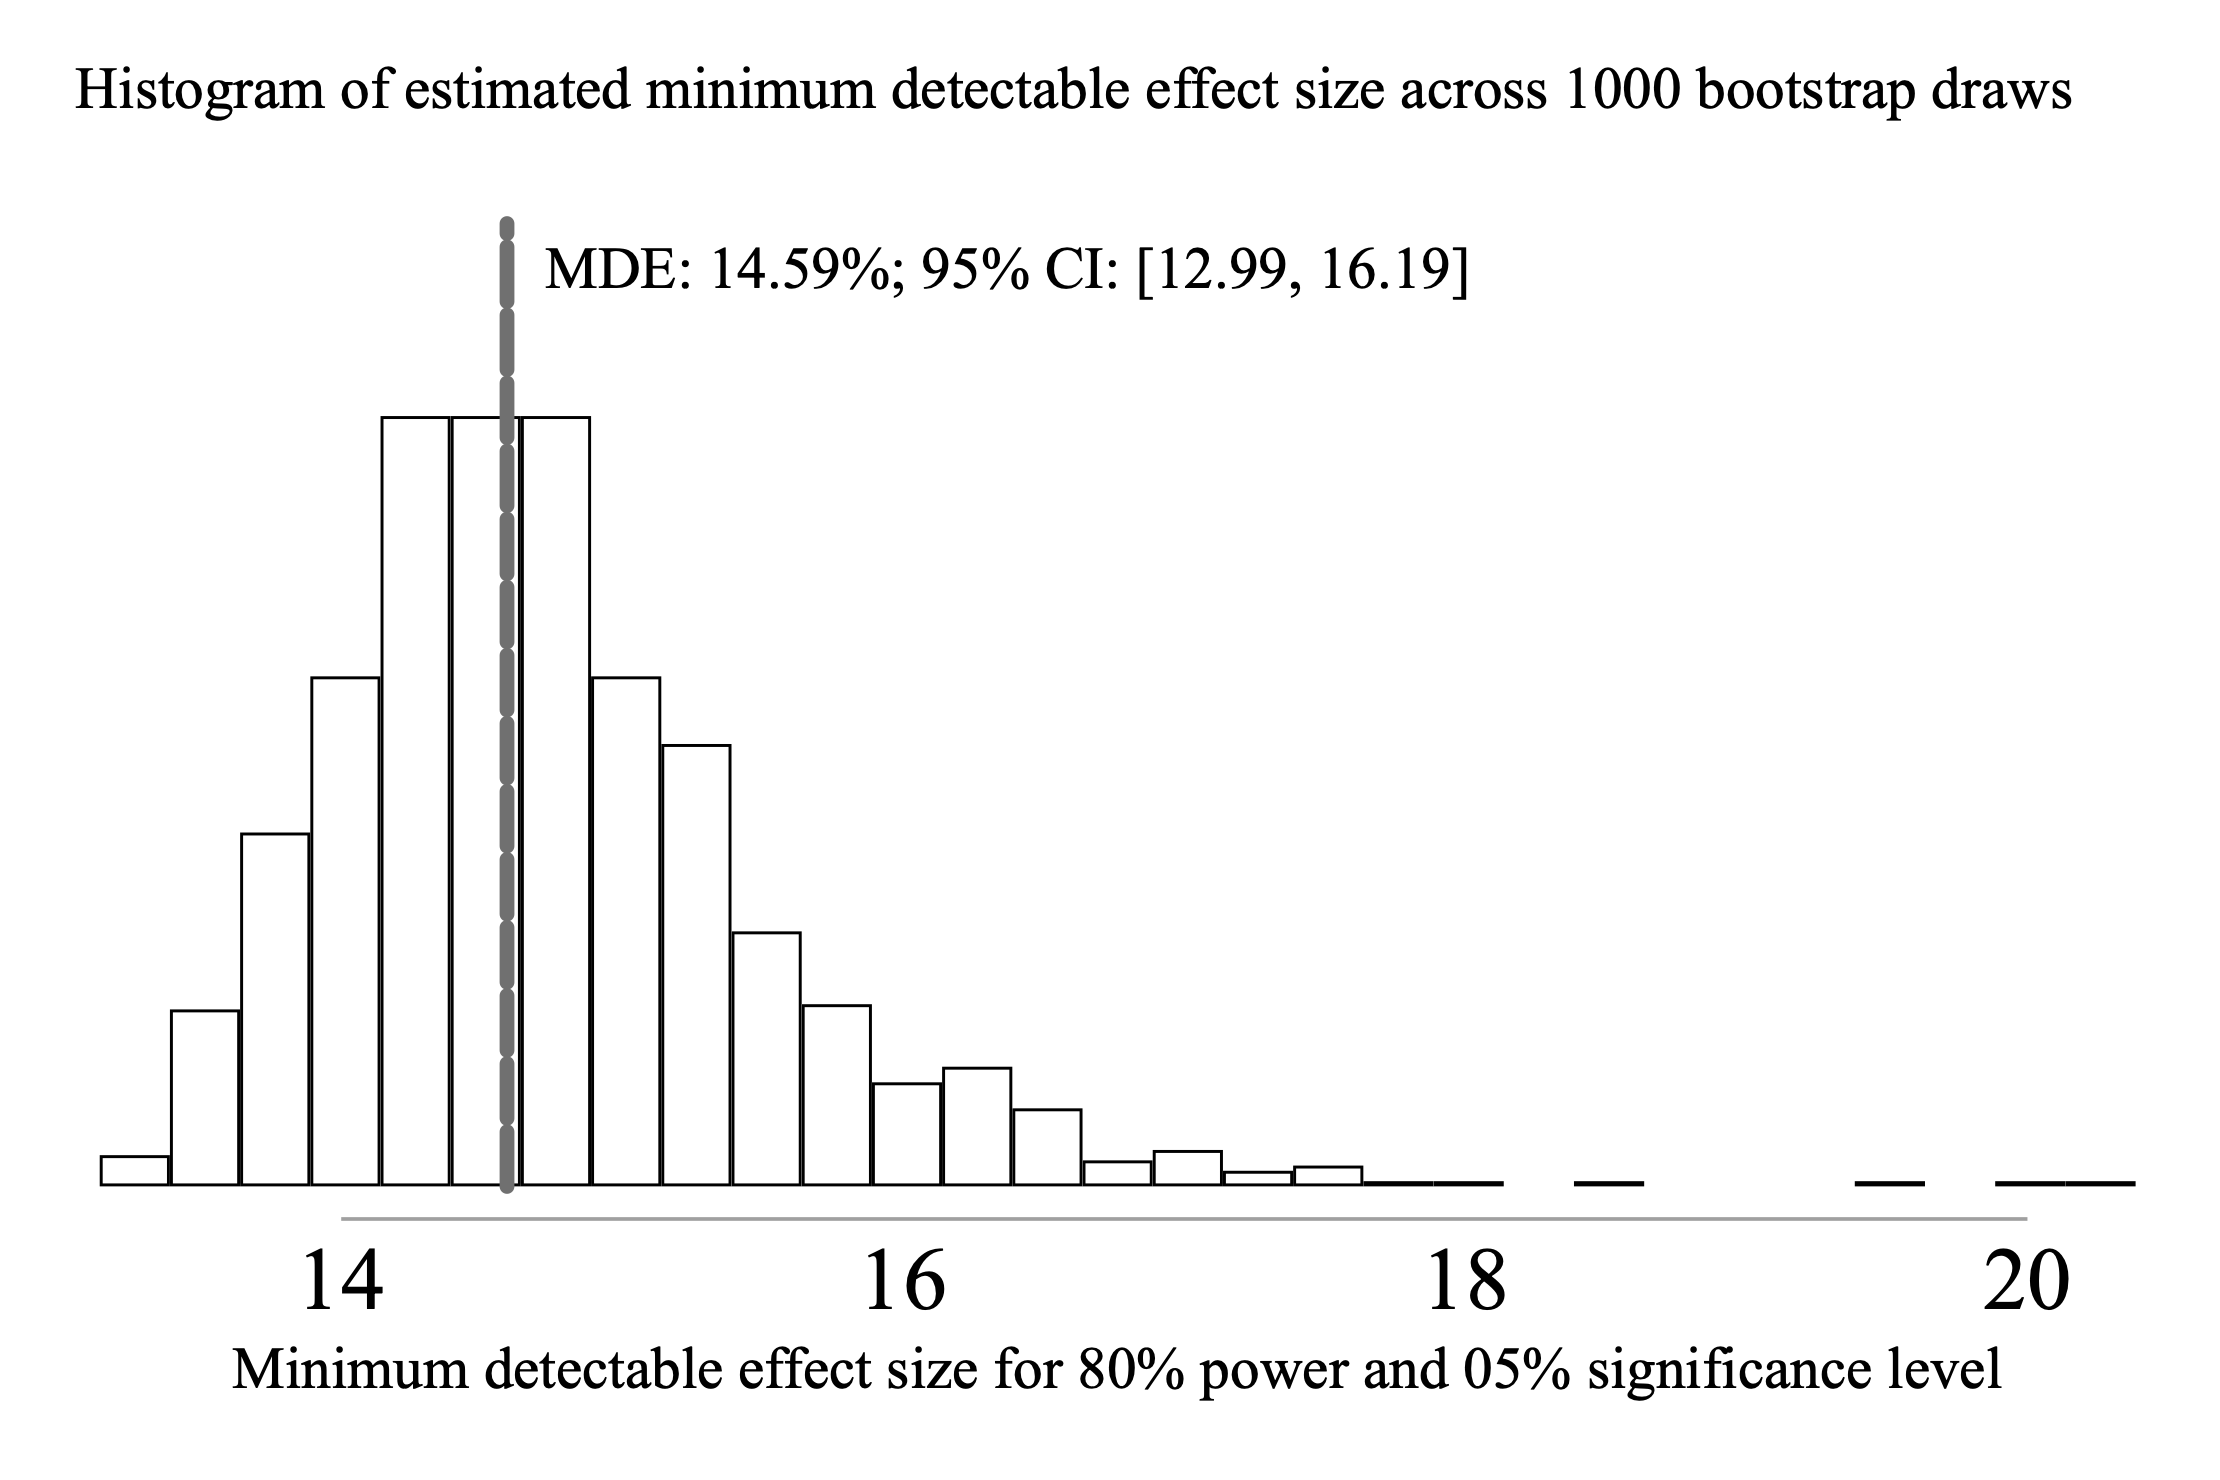 Histogram of estimated minimum detectable effect size across 1000 bootstrap draws
MDE: 14.59%; 95% CI: [12.99, 16.19]
14 16 18 20
Minimum detectable effect size for 80% power and 05% significance level